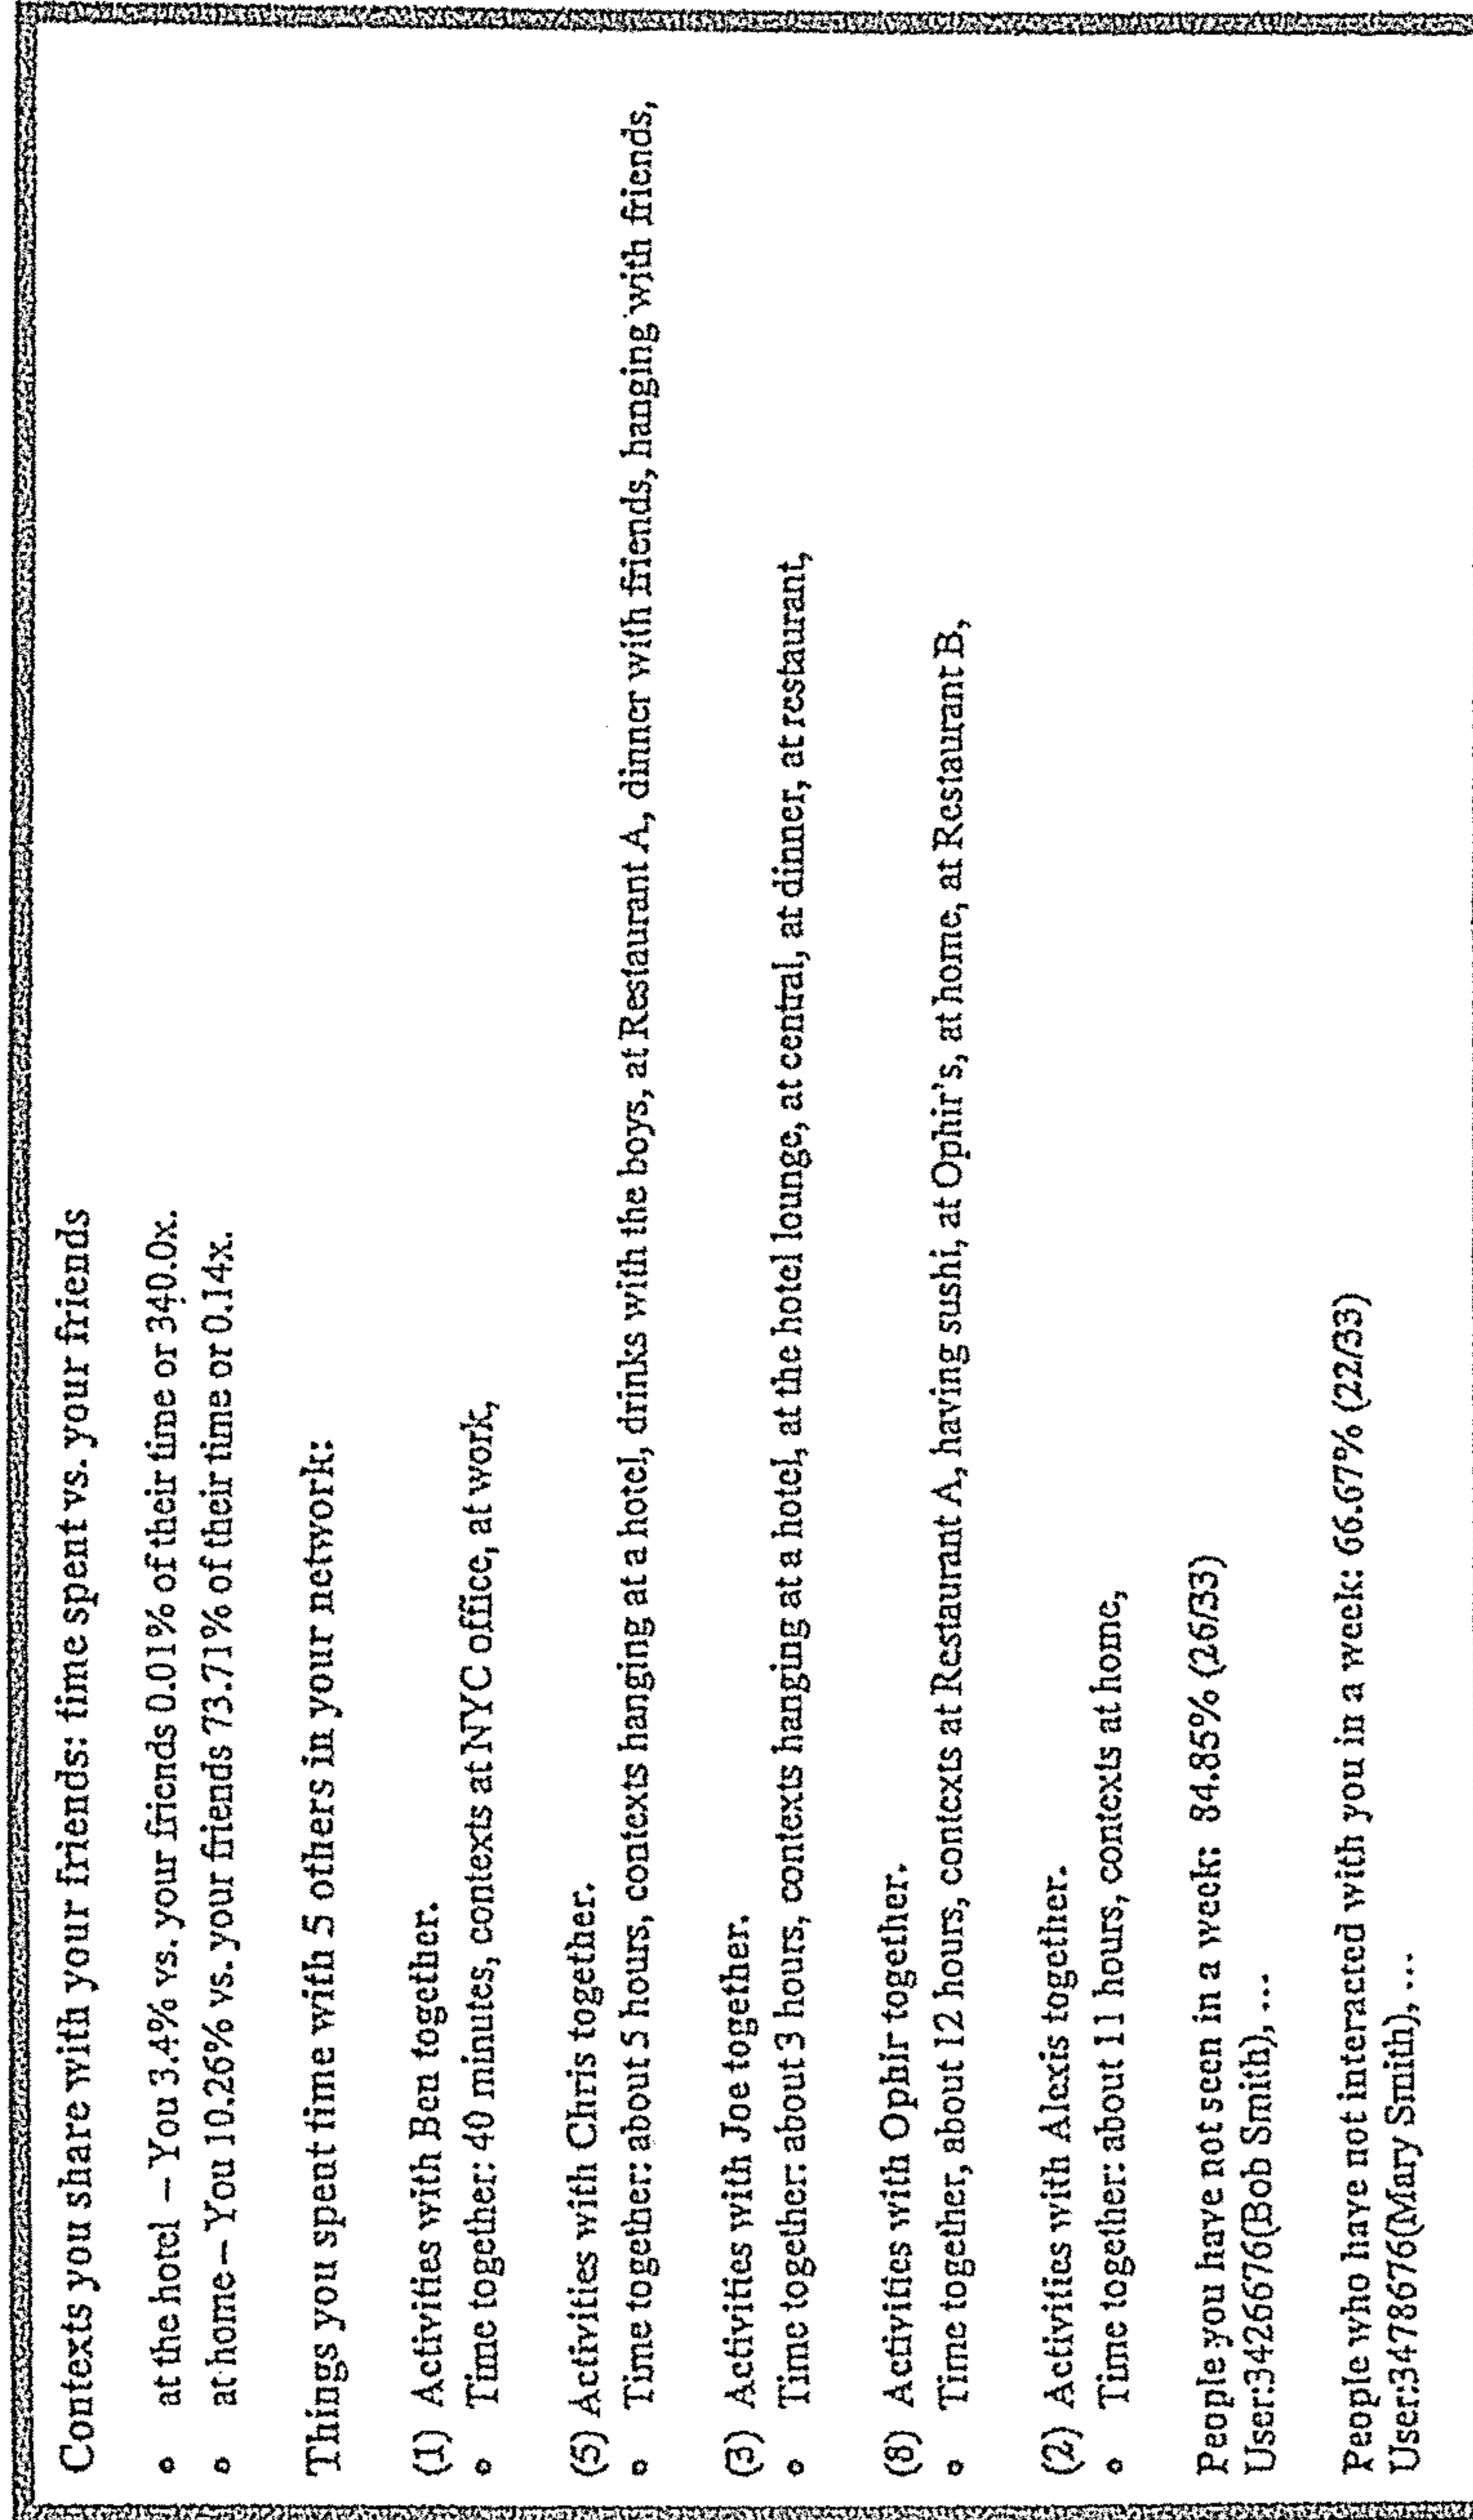 Contexts you share with your friends: time spent vs. your friends
o at the hotel – You 3.4% vs. your friends 0.01% of their time or 340.0x.
o at home – You 10.26% vs. your friends 73.71% of their time or 0.14x.
Things you spent time with 5 others in your network:
(1) Activities with Ben together.
o Time together: 40 minutes, contexts at NYC office, at work,
(5) Activities with Chris together.
o Time together: about 5 hours, contexts hanging at a hotel, drinks with the boys, at Restaurant A, dinner with friends, hanging with friends,
(3) Activities with Joe together.
o Time together: about 3 hours, contexts hanging at a hotel, at the hotel lounge, at central, at dinner, at restaurant,
(8) Activities with Ophir together.
o Time together, about 12 hours, contexts at Restaurant A, having sushi, at Ophir's, at home, at Restaurant B,
(2) Activities with Alexis together.
o Time together: about 11 hours, contexts at home,
People you have not seen in a week: 84.85% (26/33)
User:3426676(Bob Smith), ...
People who have not interacted with you in a week: 66.67% (22/33)
User:3478676(Mary Smith), ...